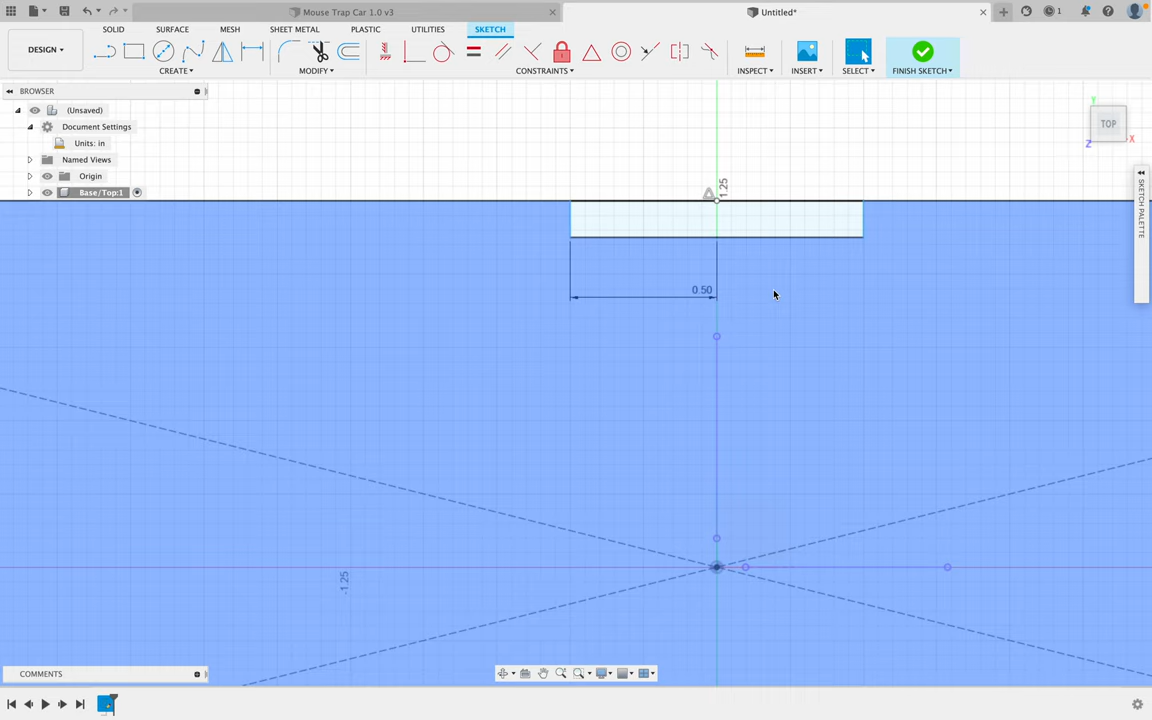 Mouse Trap Car 1.0 v3
Untitled*
1
DESIGN
SOLID
SURFACE
MESH
SHEET METAL
PLASTIC
UTILITIES
SKETCH
CREATE
MODIFY
CONSTRAINTS
INSPECT
INSERT
SELECT
FINISH SKETCH
BROWSER
(Unsaved)
Document Settings
Units: in
Named Views
Origin
Base/Top:1
Y
TOP
X
Z
SKETCH PALETTE
1.25
0.50
-1.25
COMMENTS